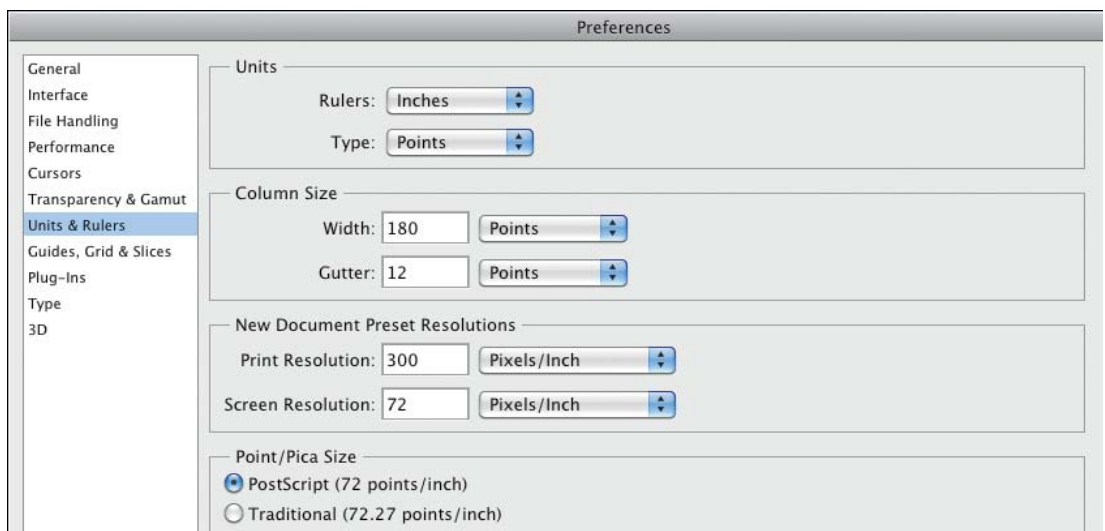 Preferences
General
Interface
File Handling
Performance
Cursors
Transparency & Gamut
Units & Rulers
Guides, Grid & Slices
Plug-Ins
Type
3D
Units
Rulers: Inches
Type: Points
Column Size
Width: 180 Points
Gutter: 12 Points
New Document Preset Resolutions
Print Resolution: 300 Pixels/Inch
Screen Resolution: 72 Pixels/Inch
Point/Pica Size
PostScript (72 points/inch)
Traditional (72.27 points/inch)